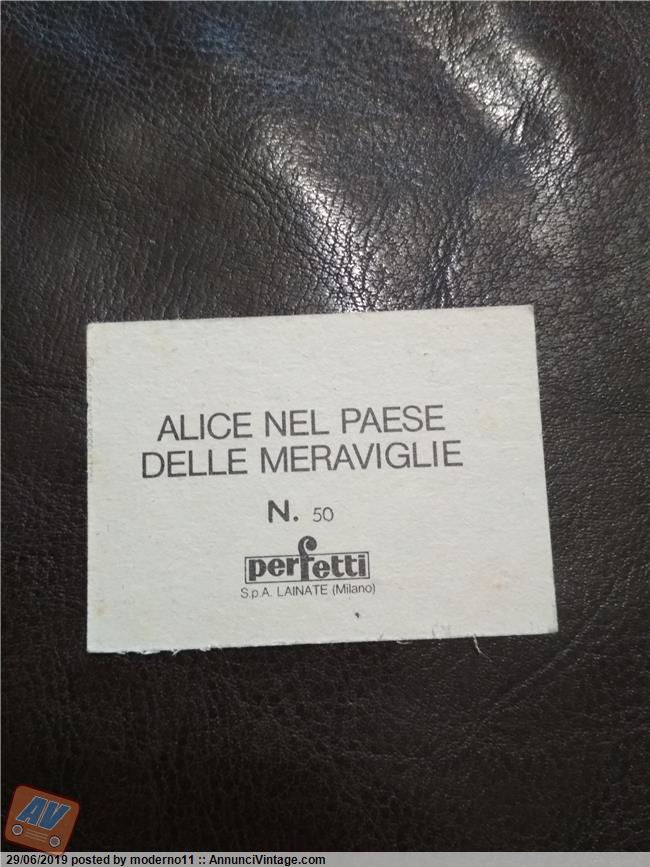 ALICE NEL PAESE
DELLE MERAVIGLIE
N. 50
perfetti
S.p.A. LAINATE (Milano)
AV
29/06/2019 posted by moderno11 :: AnnunciVintage.com